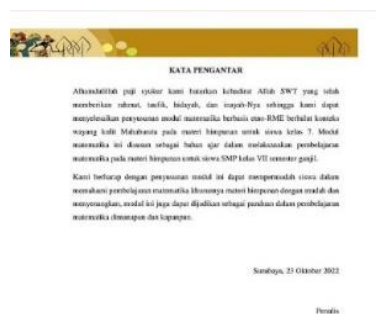 KATA PENGANTAR
Alhamdulillah puji syukur kami haturkan kehadirat Allah SWT yang telah
memberikan rahmat, taufik, hidayah, dan inayah-Nya sehingga kami dapat
menyelesaikan penyusunan modul matematika berbasis etno-RME berbalut konteks
wayang kulit Mahabarata pada materi himpunan untuk siswa kelas 7. Modul
matematika ini disusun sebagai bahan ajar dalam melaksanakan pembelajaran
matematika pada materi himpunan untuk siswa SMP kelas VII semester ganjil.
Kami berharap dengan penyusunan modul ini dapat mempermudah siswa dalam
memahami pembelajaran matematika khususnya materi himpunan dengan mudah dan
menyenangkan, modul ini juga dapat dijadikan sebagai panduan dalam pembelajaran
matematika dimanapun dan kapanpun.
Surabaya, 23 Oktober 2022
Penulis